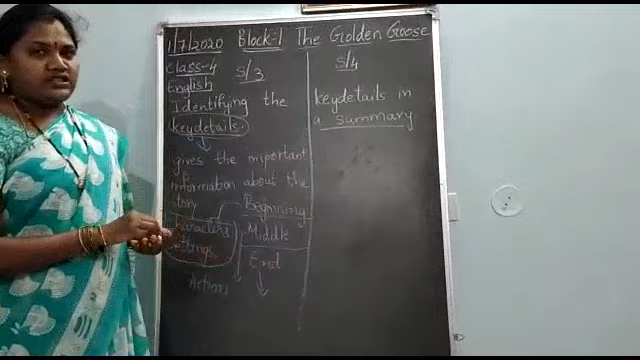 1/7/2020 Block-1 The Golden Goose
Class-4 S/3
English
Identifying the
keydetails.
gives the important
information about the
story
Beginning
Characters
Middle
Settings
End
Action
S/4
keydetails in
a summary